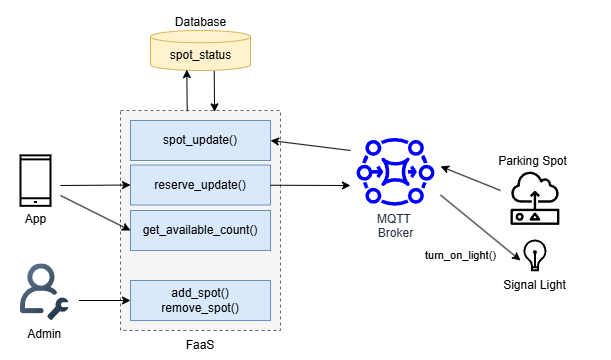 Database
spot_status
spot_update()
reserve_update()
get_available_count()
add_spot()
remove_spot()
FaaS
App
Admin
MQTT
Broker
Parking Spot
turn_on_light()
Signal Light